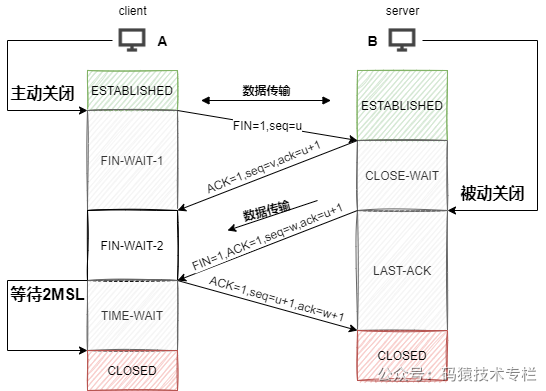 client
server
A
B
主动关闭
ESTABLISHED
数据传输
ESTABLISHED
FIN=1,seq=u
FIN-WAIT-1
ACK=1,seq=v,ack=u+1
CLOSE-WAIT
被动关闭
数据传输
FIN=1,ACK=1,seq=w,ack=u+1
FIN-WAIT-2
LAST-ACK
等待2MSL
ACK=1,seq=u+1,ack=w+1
TIME-WAIT
CLOSED
CLOSED
公众号：码猿技术专栏